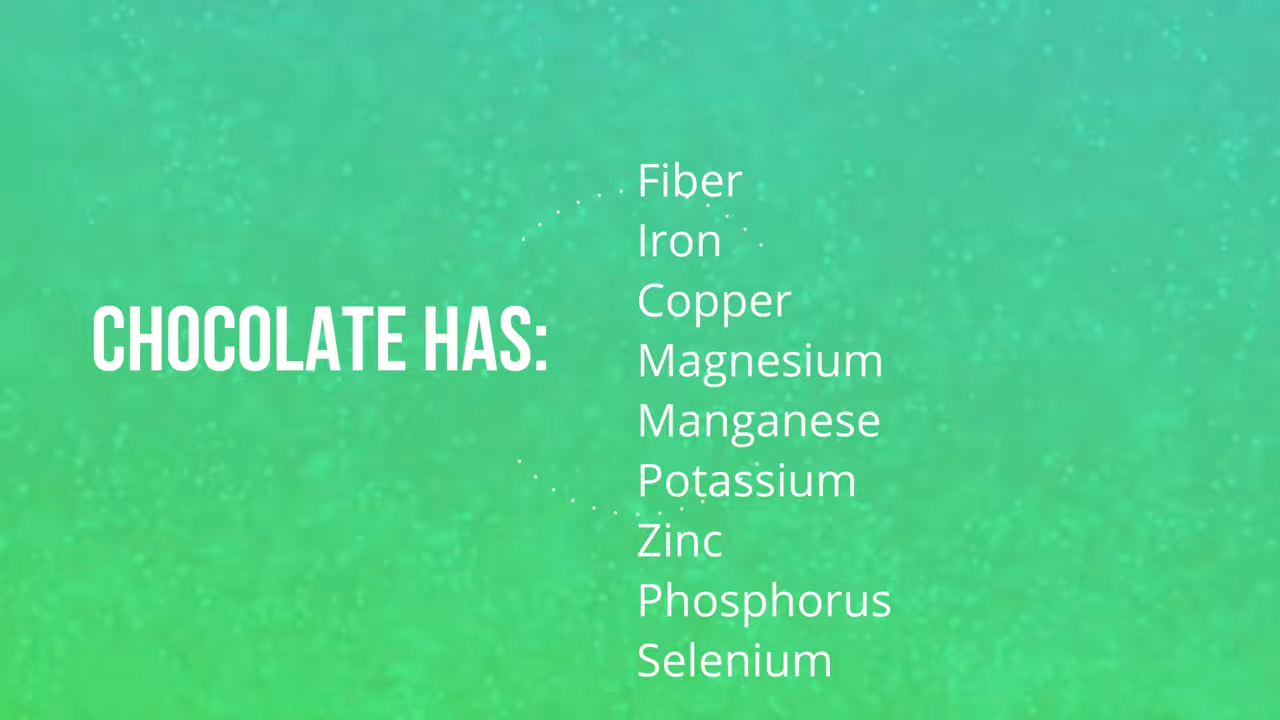 CHOCOLATE HAS:
Fiber
Iron
Copper
Magnesium
Manganese
Potassium
Zinc
Phosphorus
Selenium